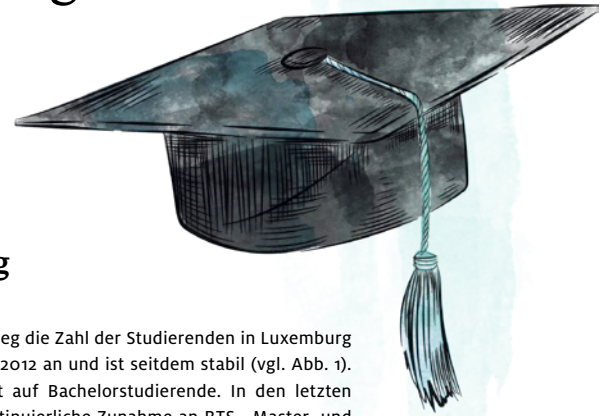 g
g
eg die Zahl der Studierenden in Luxemburg
2012 an und ist seitdem stabil (vgl. Abb. 1).
t auf Bachelorstudierende. In den letzten
tinuierliche Zunahme an BTS-, Master- und